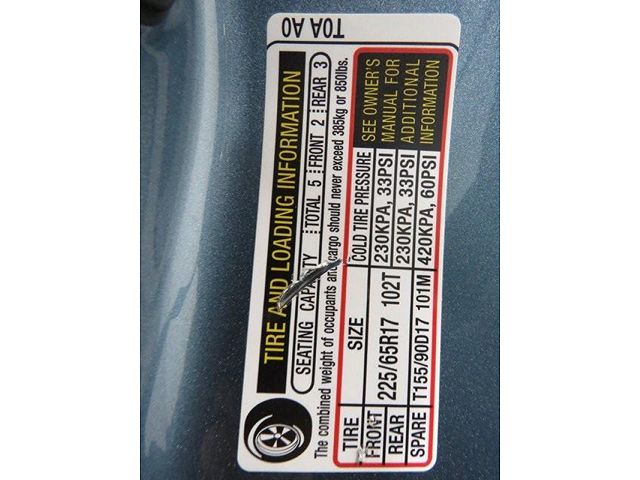 T0A A0
TIRE AND LOADING INFORMATION
SEATING CAPACITY TOTAL 5 FRONT 2 REAR 3
The combined weight of occupants and cargo should never exceed 385kg or 850lbs.
TIRE SIZE COLD TIRE PRESSURE
FRONT 225/65R17 102T 230KPA, 33PSI
REAR 230KPA, 33PSI
SPARE T155/90D17 101M 420KPA, 60PSI
SEE OWNER'S
MANUAL FOR
ADDITIONAL
INFORMATION